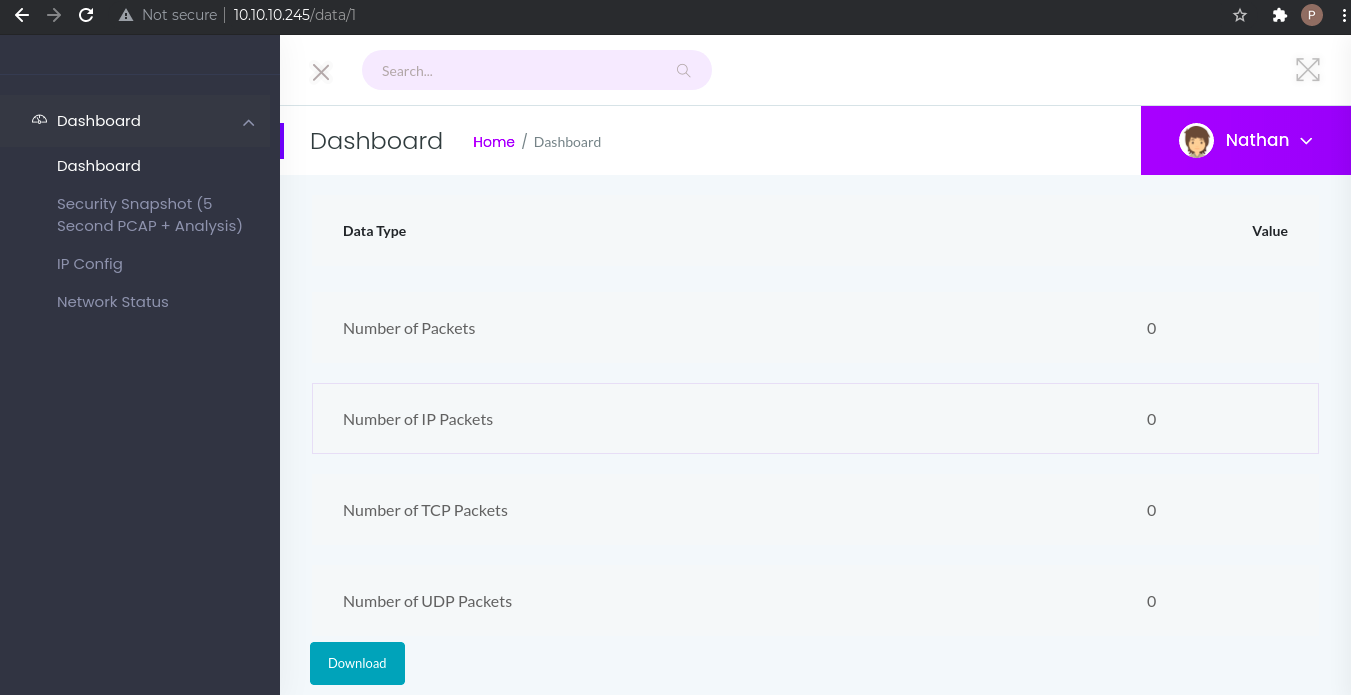 Not secure | 10.10.10.245/data/1
P
Search...
Dashboard
Dashboard
Security Snapshot (5
Second PCAP + Analysis)
IP Config
Network Status
Dashboard
Home / Dashboard
Nathan
Data Type Value
Number of Packets 0
Number of IP Packets 0
Number of TCP Packets 0
Number of UDP Packets 0
Download